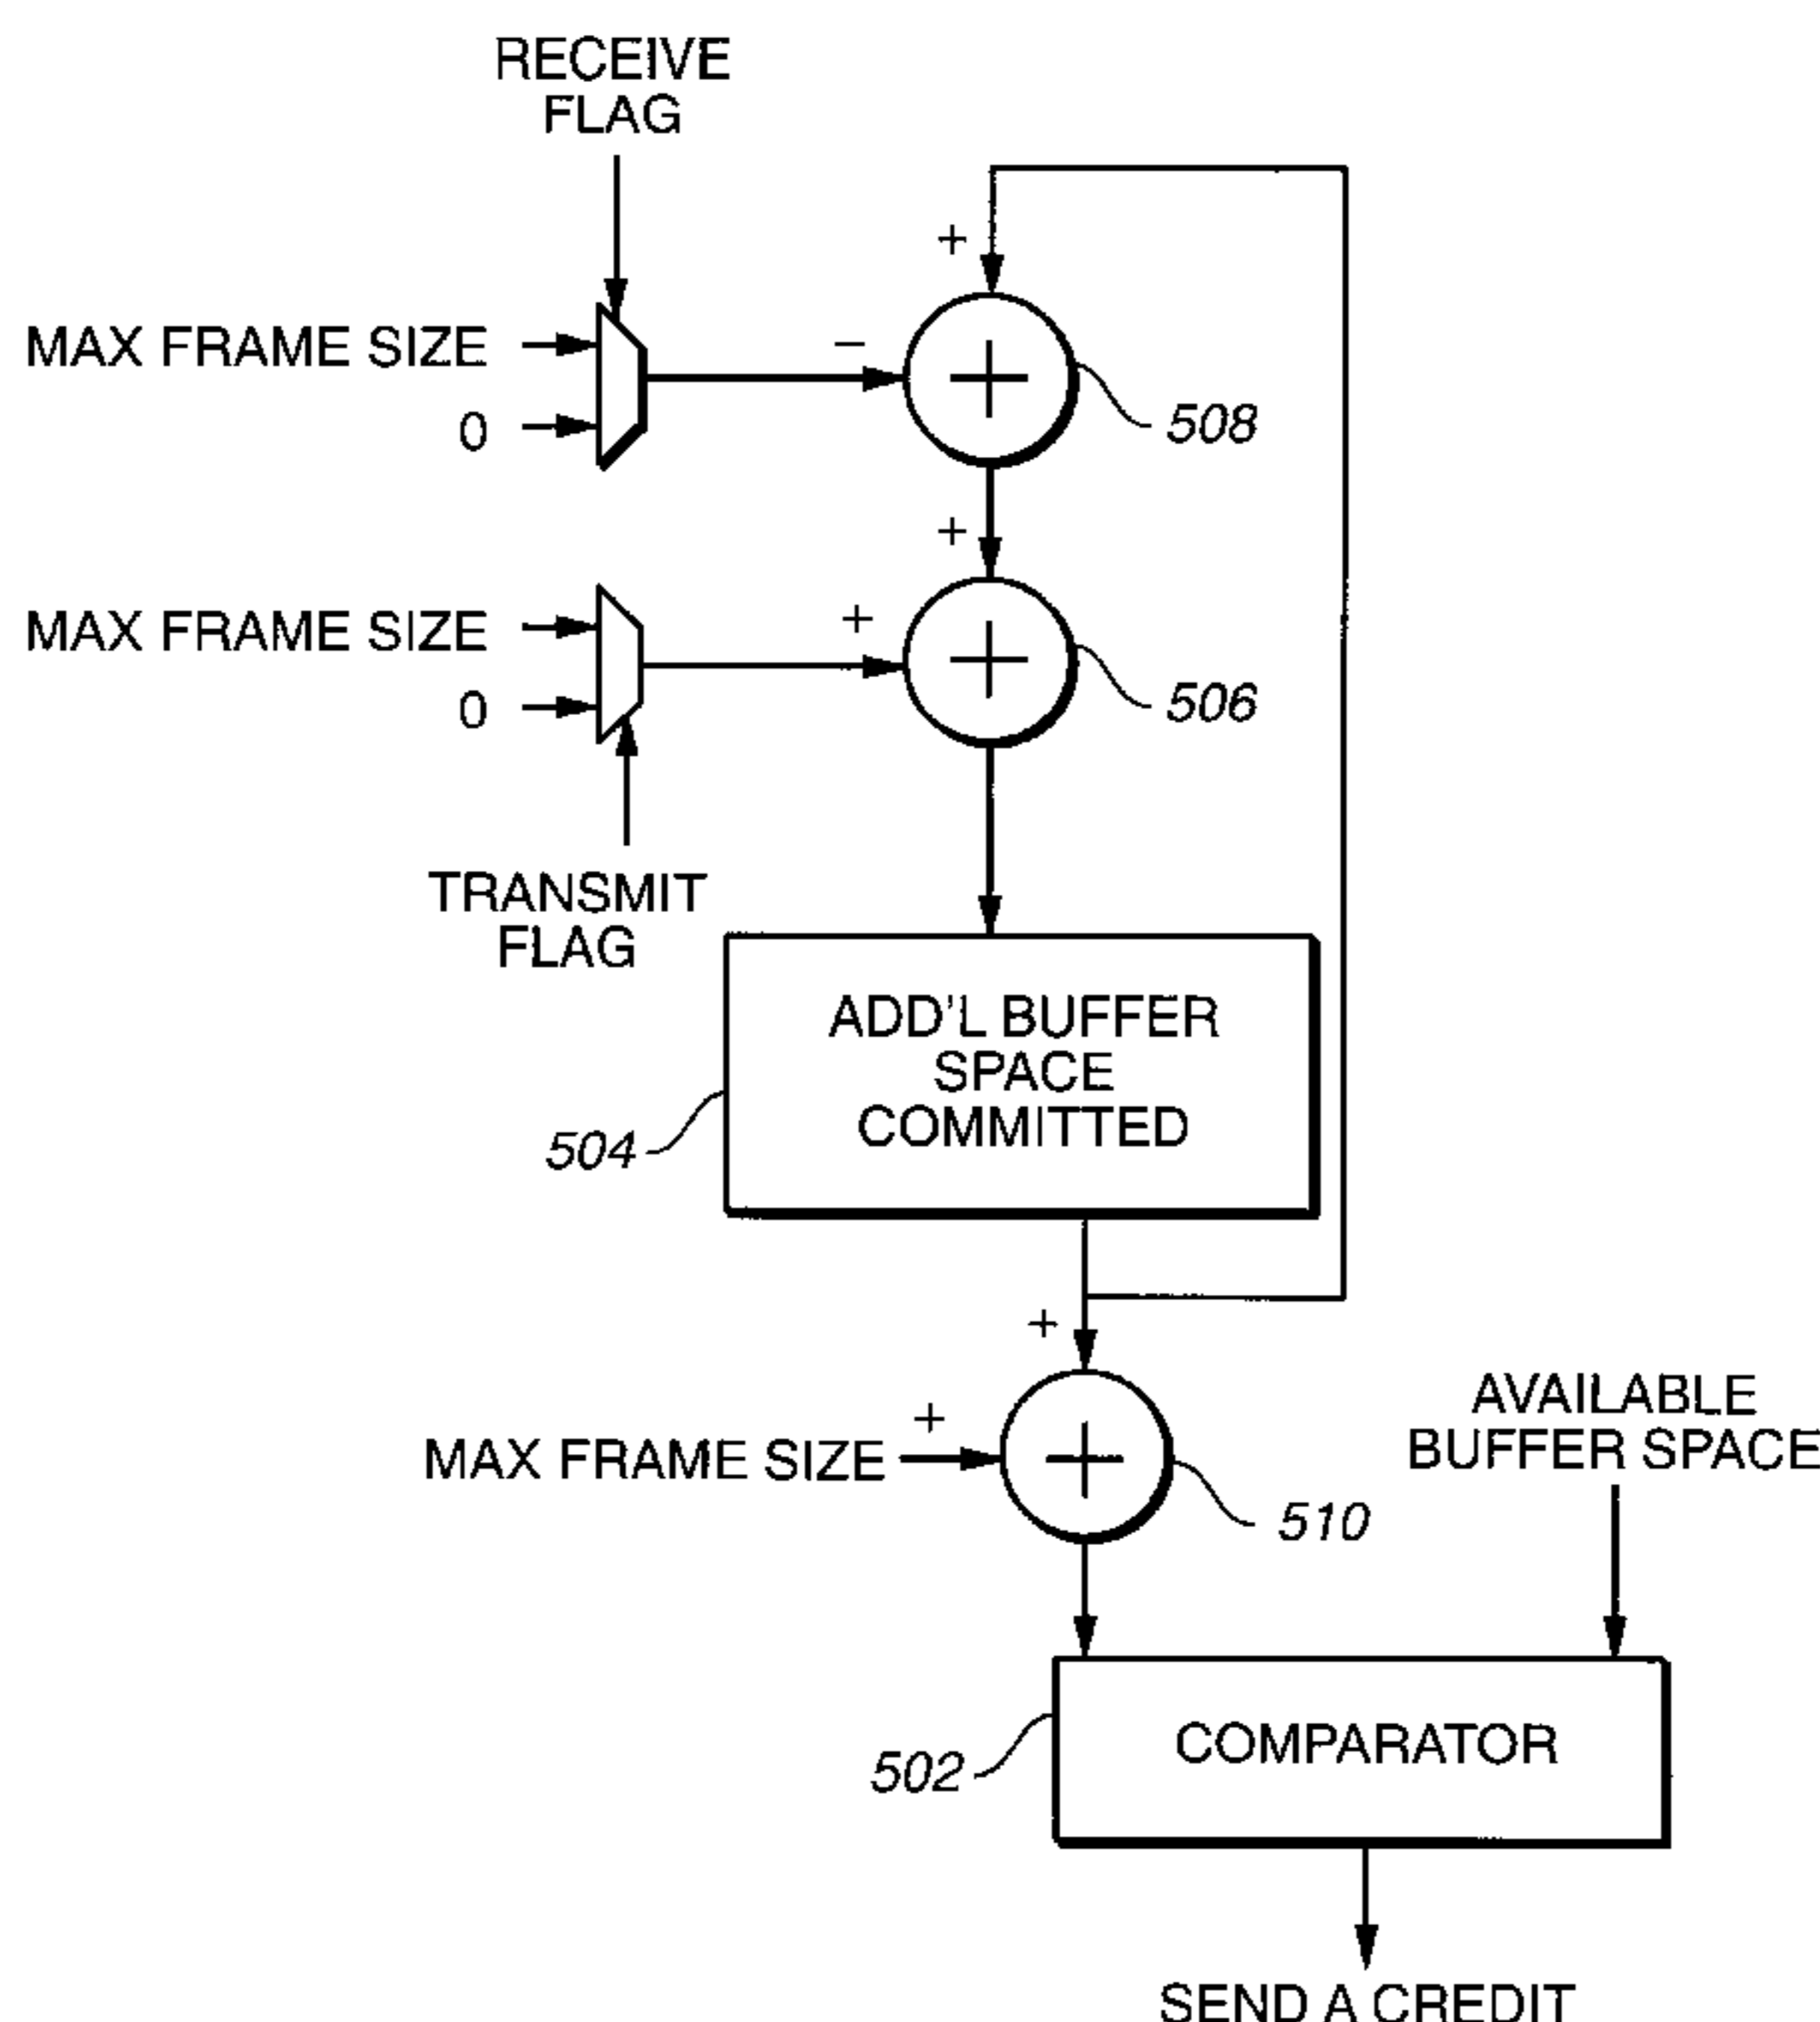 RECEIVE
FLAG
+
MAX FRAME SIZE
−
0
+
508
+
MAX FRAME SIZE
+
0
+
506
TRANSMIT
FLAG
ADD'L BUFFER
SPACE
COMMITTED
504
+
AVAILABLE
BUFFER SPACE
+
MAX FRAME SIZE
+
510
COMPARATOR
502
SEND A CREDIT